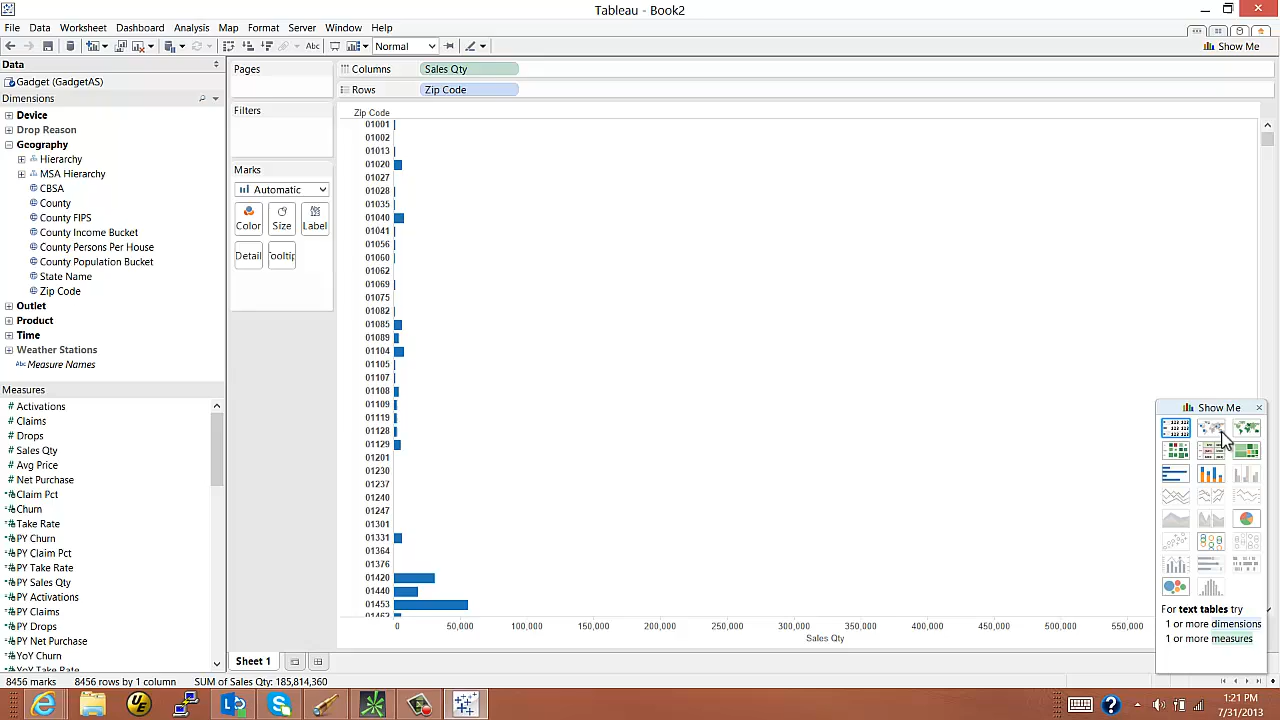 Tableau - Book2
File Data Worksheet Dashboard Analysis Map Format Server Window Help
Abc Normal Show Me
Data
Gadget (GadgetAS)
Dimensions
Device
Drop Reason
Geography
Hierarchy
MSA Hierarchy
CBSA
County
County FIPS
County Income Bucket
County Persons Per House
County Population Bucket
State Name
Zip Code
Outlet
Product
Time
Weather Stations
Abc Measure Names
Measures
# Activations
# Claims
# Drops
# Sales Qty
# Avg Price
# Net Purchase
Claim Pct
Churn
Take Rate
PY Churn
PY Claim Pct
PY Take Rate
PY Sales Qty
PY Activations
PY Claims
PY Drops
PY Net Purchase
YoY Churn
YoY Take Rate
Pages
Filters
Marks
Automatic
Color Size Label
Detail Tooltip
Columns Sales Qty
Rows Zip Code
Zip Code
01001
01002
01013
01020
01027
01028
01035
01040
01041
01056
01060
01062
01069
01075
01082
01085
01089
01104
01105
01107
01108
01109
01119
01128
01129
01201
01230
01237
01240
01247
01301
01331
01364
01376
01420
01440
01453
01462
0 50,000 100,000 150,000 200,000 250,000 300,000 350,000 400,000 450,000 500,000 550,000
Sales Qty
Show Me
For text tables try
1 or more dimensions
1 or more measures
Sheet 1
8456 marks 8456 rows by 1 column SUM of Sales Qty: 185,814,360
1:21 PM
7/31/2013